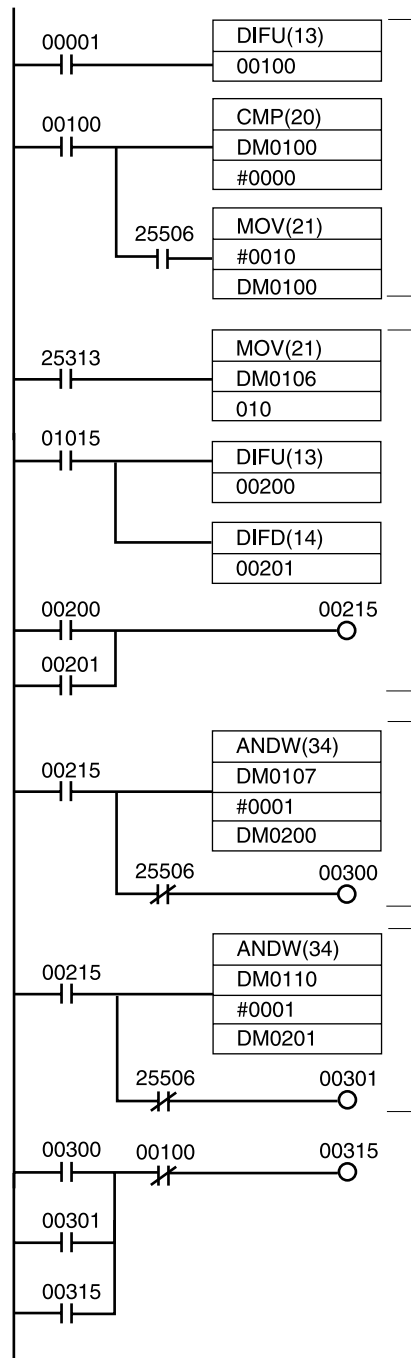 00001
DIFU(13)
00100
00100
CMP(20)
DM0100
#0000
25506
MOV(21)
#0010
DM0100
25313
MOV(21)
DM0106
010
01015
DIFU(13)
00200
DIFD(14)
00201
00200 00215
00201
00215
ANDW(34)
DM0107
#0001
DM0200
25506 00300
00215
ANDW(34)
DM0110
#0001
DM0201
25506 00301
00300 00100 00315
00301
00315